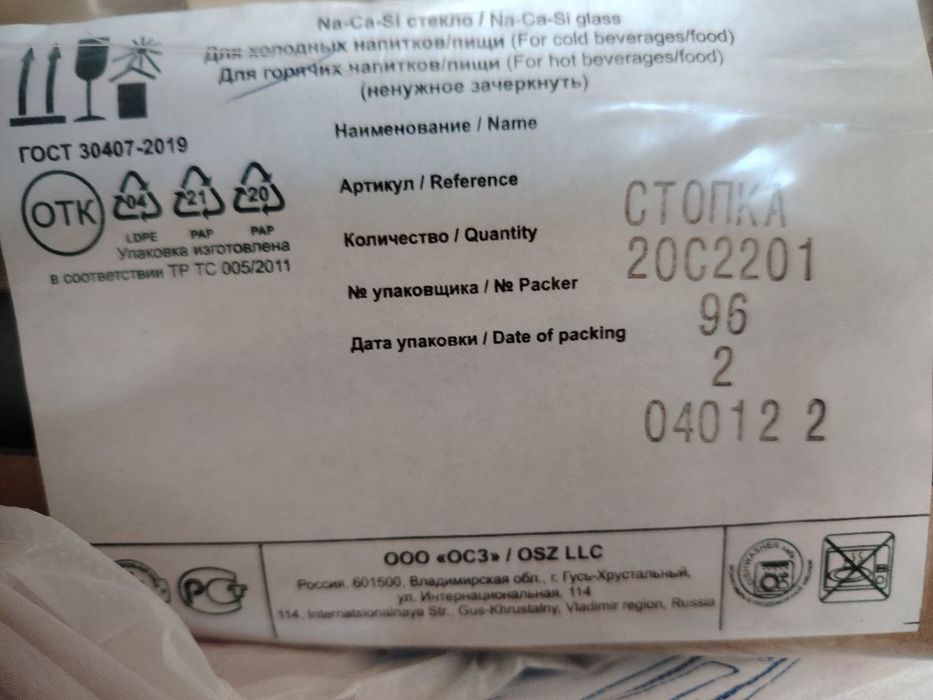 Na-Ca-Si стекло / Na-Ca-Si glass
Для холодных напитков/пищи (For cold beverages/food)
Для горячих напитков/пищи (For hot beverages/food)
(ненужное зачеркнуть)
ГОСТ 30407-2019
ОТК
04 21 20
LDPE PAP PAP
Упаковка изготовлена
в соответствии ТР ТС 005/2011
Наименование / Name
СТОПКА
Артикул / Reference
20С2201
Количество / Quantity
96
№ упаковщика / № Packer
2
Дата упаковки / Date of packing
04012 2
ООО «ОСЗ» / OSZ LLC
Россия, 601500, Владимирская обл., г. Гусь-Хрустальный,
ул. Интернациональная, 114
114, Internatsionalnaya Str., Gus-Khrustalny, Vladimir region, Russia
РСТ
DISHWASHER